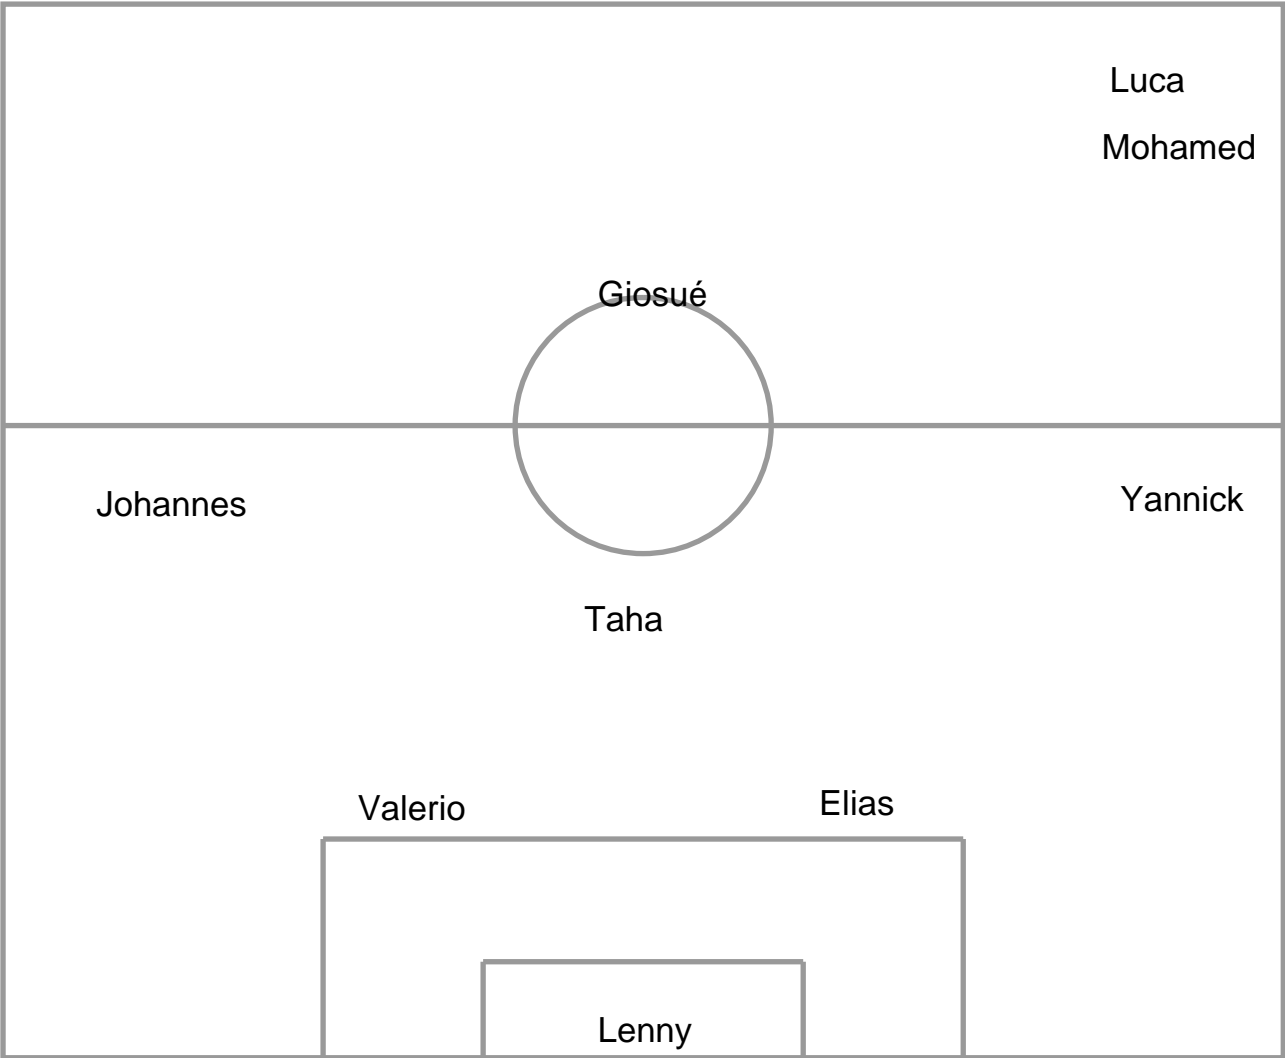 Luca
Mohamed
Giosué
Johannes
Yannick
Taha
Valerio
Elias
Lenny